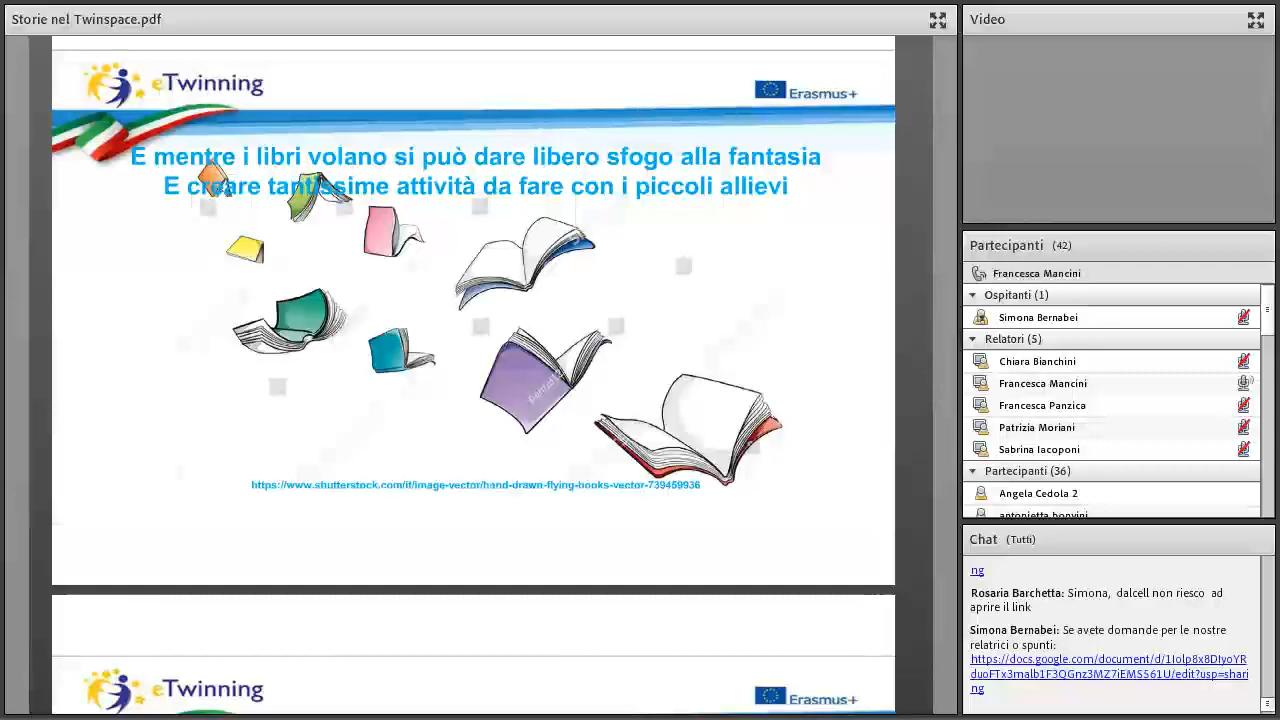 Storie nel Twinspace.pdf
eTwinning
Erasmus+
E mentre i libri volano si può dare libero sfogo alla fantasia
E creare tantissime attività da fare con i piccoli allievi
https://www.shutterstock.com/it/image-vector/hand-drawn-flying-books-vector-739459936
eTwinning
Erasmus+
Video
Partecipanti (42)
Francesca Mancini
Ospitanti (1)
Simona Bernabei
Relatori (5)
Chiara Bianchini
Francesca Mancini
Francesca Panzica
Patrizia Moriani
Sabrina Iacoponi
Partecipanti (36)
Angela Cedola 2
antonietta bonvini
Chat (Tutti)
ng
Rosaria Barchetta: Simona, dalcell non riesco ad
aprire il link
Simona Bernabei: Se avete domande per le nostre
relatrici o spunti:
https://docs.google.com/document/d/1Iolp8x8DIyoYR
duoFTx3malb1F3QGnz3MZ7iEMS561U/edit?usp=shari
ng